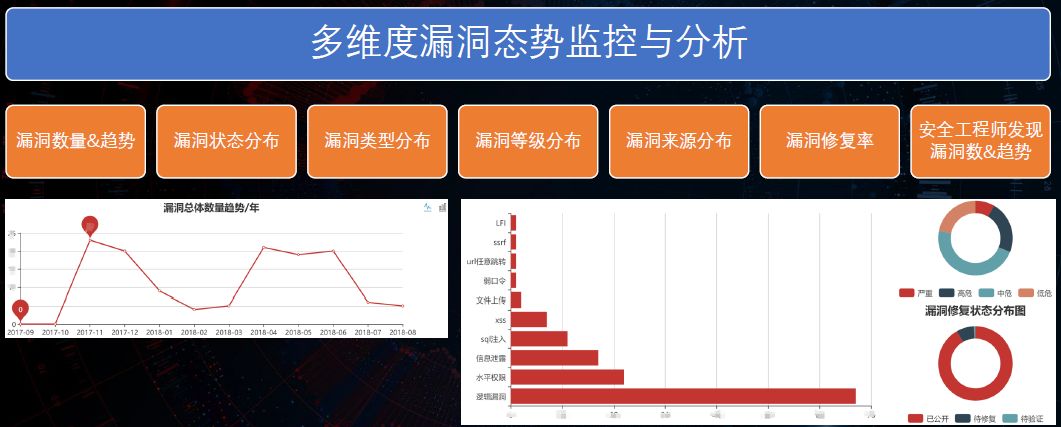 多维度漏洞态势监控与分析
漏洞数量&趋势
漏洞状态分布
漏洞类型分布
漏洞等级分布
漏洞来源分布
漏洞修复率
安全工程师发现
漏洞数&趋势
漏洞总体数量趋势/年
0
0
2017-09
2017-10
2017-11
2017-12
2018-01
2018-02
2018-03
2018-04
2018-05
2018-06
2018-07
2018-08
LFI
ssrf
url任意跳转
弱口令
文件上传
xss
sql注入
信息泄露
水平权限
逻辑漏洞
严重
高危
中危
低危
漏洞修复状态分布图
已公开
待修复
待验证